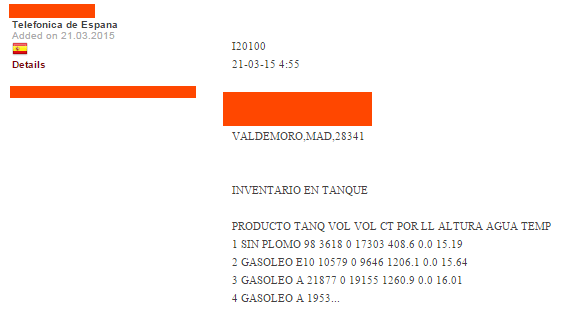 Telefonica de Espana
Added on 21.03.2015
Details
I20100
21-03-15 4:55
VALDEMORO,MAD,28341
INVENTARIO EN TANQUE
PRODUCTO TANQ VOL VOL CT POR LL ALTURA AGUA TEMP
1 SIN PLOMO 98 3618 0 17303 408.6 0.0 15.19
2 GASOLEO E10 10579 0 9646 1206.1 0.0 15.64
3 GASOLEO A 21877 0 19155 1260.9 0.0 16.01
4 GASOLEO A 1953...